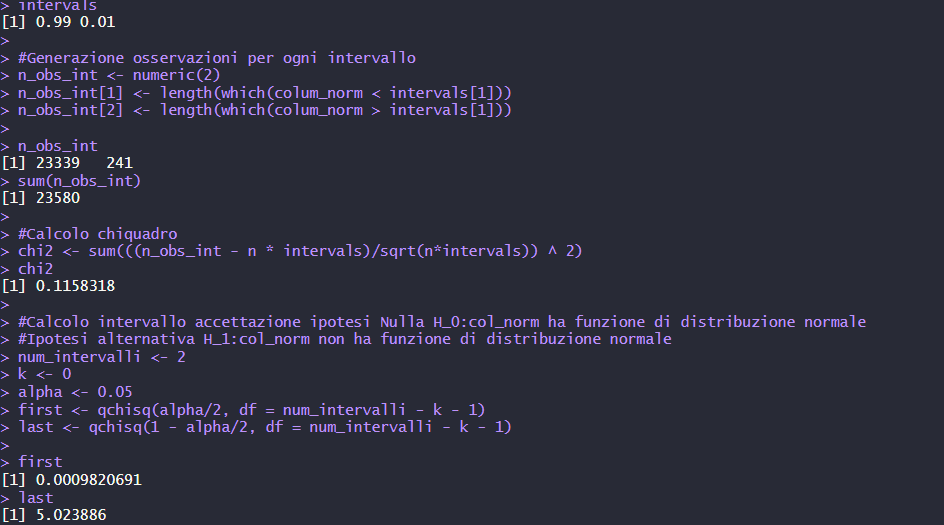 > intervals
[1] 0.99 0.01
>
> #Generazione osservazioni per ogni intervallo
> n_obs_int <- numeric(2)
> n_obs_int[1] <- length(which(colum_norm < intervals[1]))
> n_obs_int[2] <- length(which(colum_norm > intervals[1]))
>
> n_obs_int
[1] 23339   241
> sum(n_obs_int)
[1] 23580
>
> #Calcolo chiquadro
> chi2 <- sum(((n_obs_int - n * intervals)/sqrt(n*intervals)) ^ 2)
> chi2
[1] 0.1158318
>
> #Calcolo intervallo accettazione ipotesi Nulla H_0:col_norm ha funzione di distribuzione normale
> #Ipotesi alternativa H_1:col_norm non ha funzione di distribuzione normale
> num_intervalli <- 2
> k <- 0
> alpha <- 0.05
> first <- qchisq(alpha/2, df = num_intervalli - k - 1)
> last <- qchisq(1 - alpha/2, df = num_intervalli - k - 1)
>
> first
[1] 0.0009820691
> last
[1] 5.023886